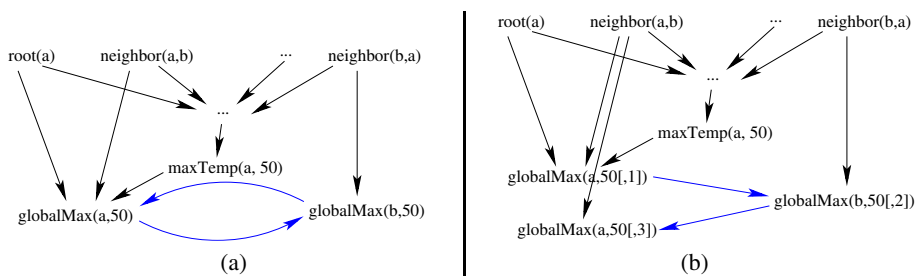 root(a) neighbor(a,b) ... neighbor(b,a)
...
maxTemp(a, 50)
globalMax(a,50) globalMax(b,50)
(a)
root(a) neighbor(a,b) ... neighbor(b,a)
...
maxTemp(a, 50)
globalMax(a,50[,1])
globalMax(b,50[,2])
globalMax(a,50[,3])
(b)